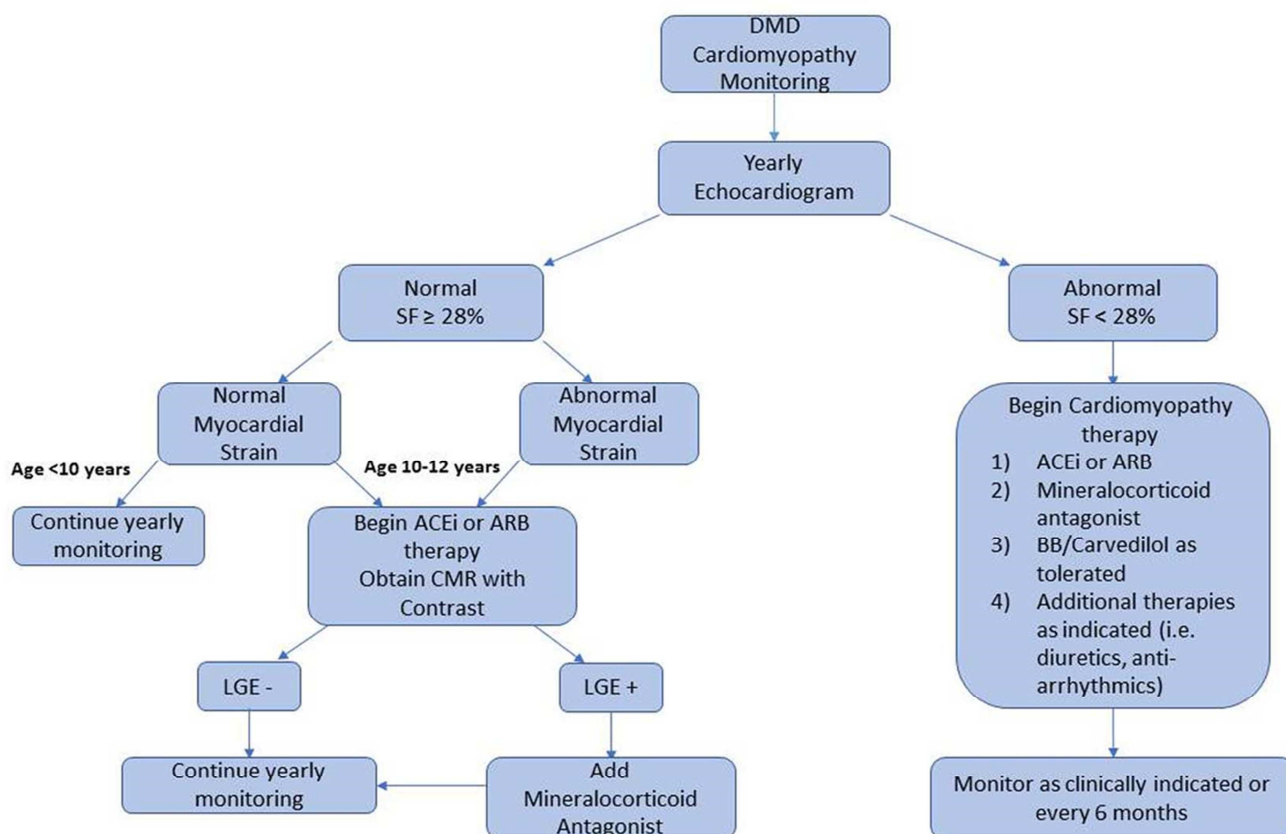 DMD
Cardiomyopathy
Monitoring
Yearly
Echocardiogram
Normal
SF ≥ 28%
Abnormal
SF < 28%
Normal
Myocardial
Strain
Abnormal
Myocardial
Strain
Age <10 years
Age 10-12 years
Continue yearly
monitoring
Begin ACEi or ARB
therapy
Obtain CMR with
Contrast
LGE -
LGE +
Continue yearly
monitoring
Add
Mineralocorticoid
Antagonist
Begin Cardiomyopathy
therapy
1) ACEi or ARB
2) Mineralocorticoid
antagonist
3) BB/Carvedilol as
tolerated
4) Additional therapies
as indicated (i.e.
diuretics, anti-
arrhythmics)
Monitor as clinically indicated or
every 6 months